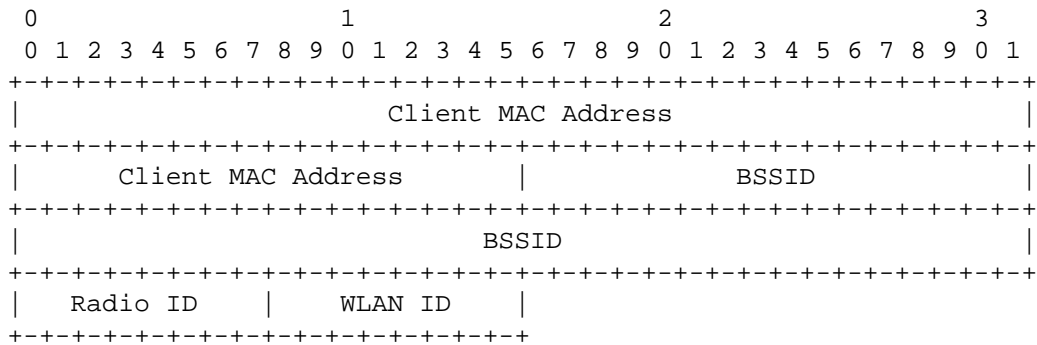 0                   1                   2                   3
 0 1 2 3 4 5 6 7 8 9 0 1 2 3 4 5 6 7 8 9 0 1 2 3 4 5 6 7 8 9 0 1
+-+-+-+-+-+-+-+-+-+-+-+-+-+-+-+-+-+-+-+-+-+-+-+-+-+-+-+-+-+-+-+-+
|                       Client MAC Address                      |
+-+-+-+-+-+-+-+-+-+-+-+-+-+-+-+-+-+-+-+-+-+-+-+-+-+-+-+-+-+-+-+-+
|      Client MAC Address       |             BSSID             |
+-+-+-+-+-+-+-+-+-+-+-+-+-+-+-+-+-+-+-+-+-+-+-+-+-+-+-+-+-+-+-+-+
|                             BSSID                             |
+-+-+-+-+-+-+-+-+-+-+-+-+-+-+-+-+-+-+-+-+-+-+-+-+-+-+-+-+-+-+-+-+
|   Radio ID    |    WLAN ID    |
+-+-+-+-+-+-+-+-+-+-+-+-+-+-+-+-+